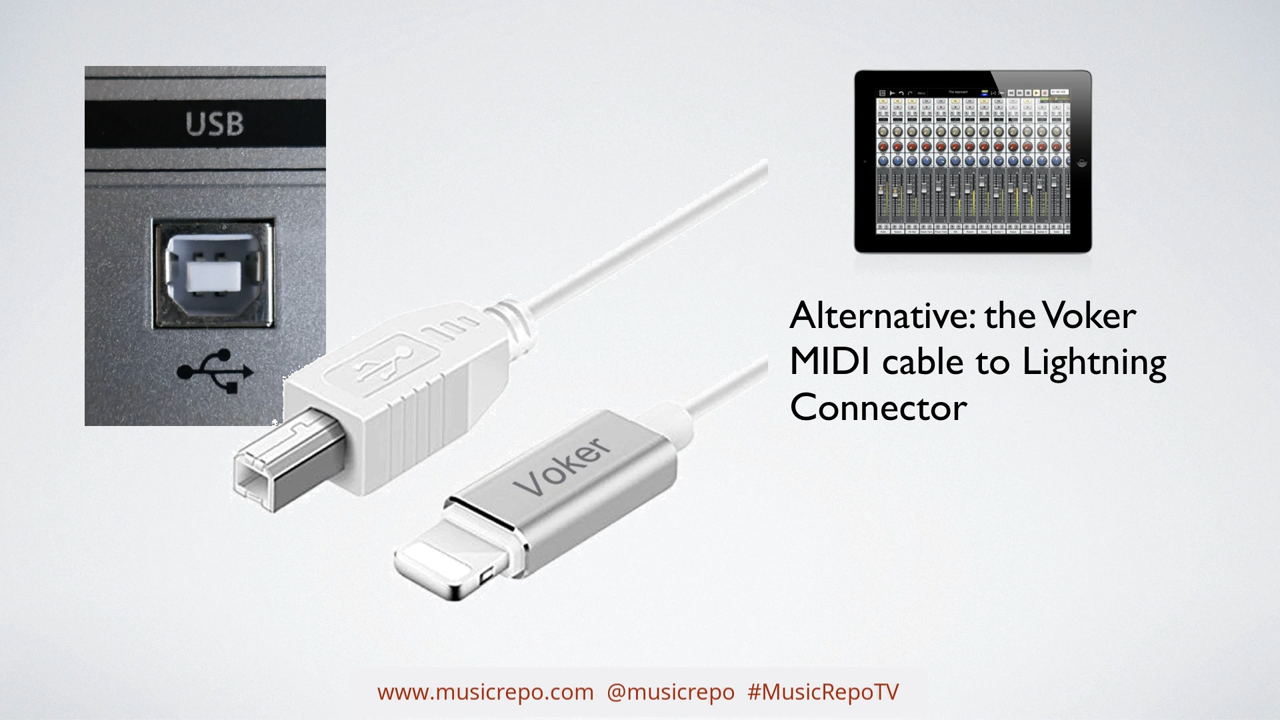 USB
Alternative: the Voker
MIDI cable to Lightning
Connector
Voker
www.musicrepo.com @musicrepo #MusicRepoTV